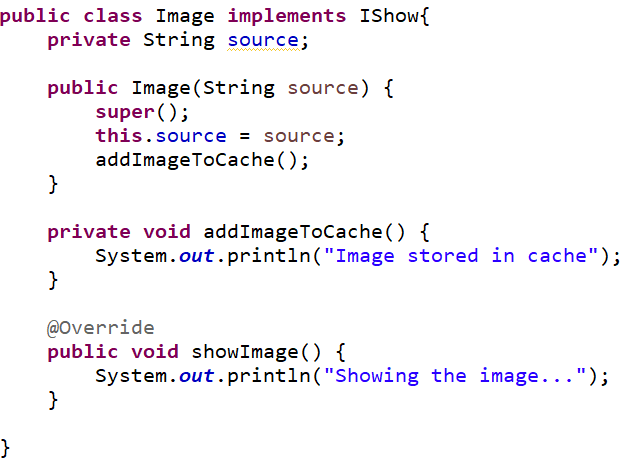 public class Image implements IShow{
    private String source;

    public Image(String source) {
        super();
        this.source = source;
        addImageToCache();
    }

    private void addImageToCache() {
        System.out.println("Image stored in cache");
    }

    @Override
    public void showImage() {
        System.out.println("Showing the image...");
    }

}